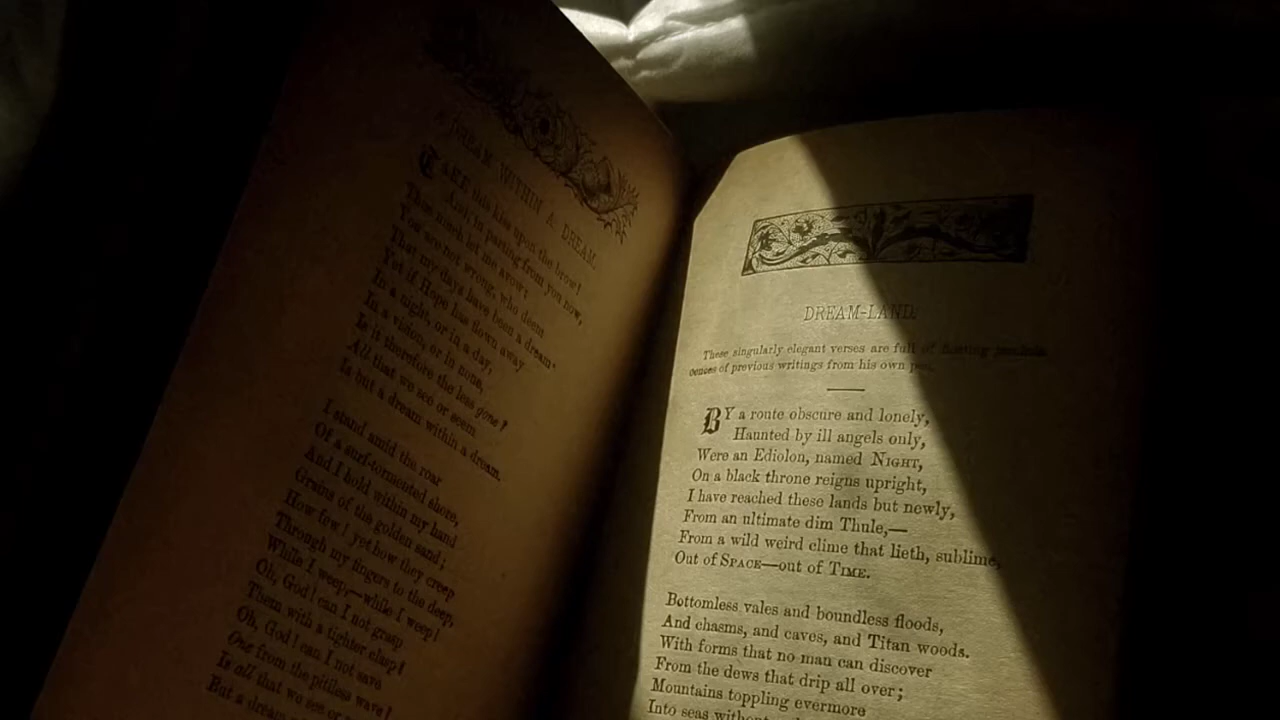 A DREAM WITHIN A DREAM.
TAKE this kiss upon the brow!
And, in parting from you now,
Thus much let me avow:
You are not wrong, who deem
That my days have been a dream.
Yet if Hope has flown away
In a night, or in a day,
In a vision, or in none,
Is it therefore the less gone?
All that we see or seem
Is but a dream within a dream.
I stand amid the roar
Of a surf-tormented shore,
And I hold within my hand
Grains of the golden sand;
How few! yet how they creep
Through my fingers to the deep,
While I weep,—while I weep!
Oh, God! can I not grasp
Them with a tighter clasp?
Oh, God! can I not save
One from the pitiless wave?
Is all that we see or
But a dream
DREAM-LAND.
These singularly elegant verses are full of
of previous writings from his own pen.
BY a route obscure and lonely,
Haunted by ill angels only,
Were an Ediolon, named NIGHT,
On a black throne reigns upright,
I have reached these lands but newly,
From an ultimate dim Thule,—
From a wild weird clime that lieth, sublime,
Out of SPACE—out of TIME.
Bottomless vales and boundless floods,
And chasms, and caves, and Titan woods.
With forms that no man can discover
From the dews that drip all over;
Mountains toppling evermore
Into seas without